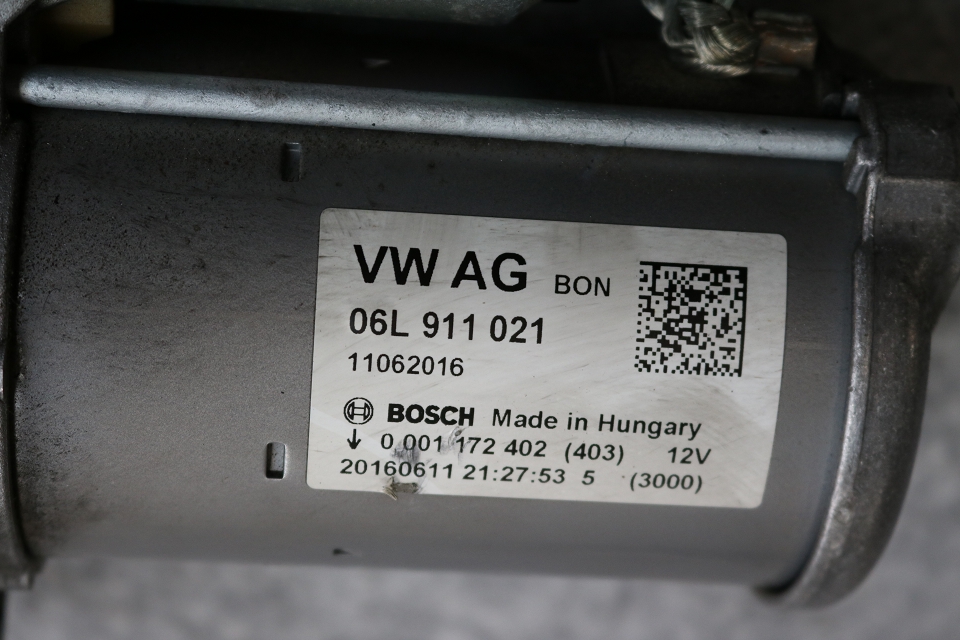 VW AG BON
06L 911 021
11062016
BOSCH Made in Hungary
↓ 0 001 172 402 (403) 12V
20160611 21:27:53 5 (3000)